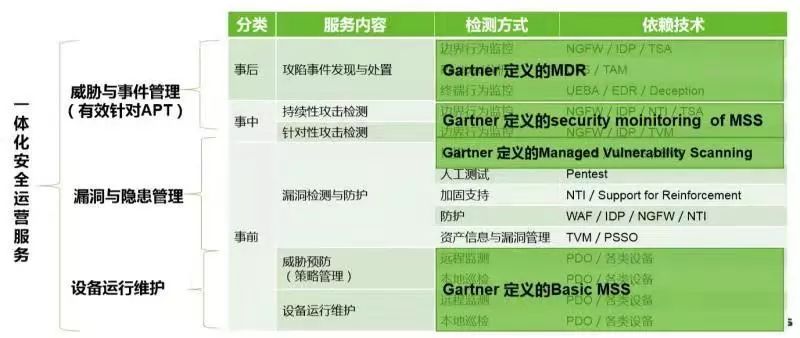 分类 服务内容 检测方式 依赖技术
一体化安全运营服务
威胁与事件管理
（有效针对APT）
漏洞与隐患管理
设备运行维护
事后
攻陷事件发现与处置
边界行为监控 NGFW / IDP / TSA
Gartner 定义的MDR
/ TAM
终端行为监控 UEBA / EDR / Deception
事中
持续性攻击检测 边界行为监控 NGFW / IDP / NTI / TSA
Gartner 定义的security moinitoring of MSS
针对性攻击检测 边界行为监控 NGFW / IDP / TVM
Gartner 定义的Managed Vulnerability Scanning
事前
漏洞检测与防护
人工测试 Pentest
加固支持 NTI / Support for Reinforcement
防护 WAF / IDP / NGFW / NTI
资产信息与漏洞管理 TVM / PSSO
威胁预防
（策略管理）
远程监测 PDO / 各类设备
本地巡检 PDO / 各类设备
Gartner 定义的Basic MSS
设备运行维护
远程监测 PDO / 各类设备
本地巡检 PDO / 各类设备